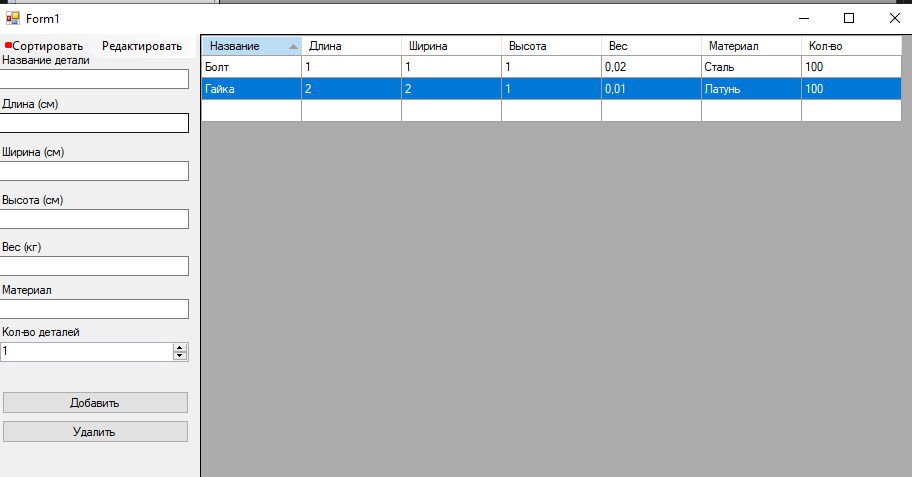 Form1
Сортировать Редактировать
Название детали
Длина (см)
Ширина (см)
Высота (см)
Вес (кг)
Материал
Кол-во деталей
1
Добавить
Удалить
Название Длина Ширина Высота Вес Материал Кол-во
Болт 1 1 1 0,02 Сталь 100
Гайка 2 2 1 0,01 Латунь 100